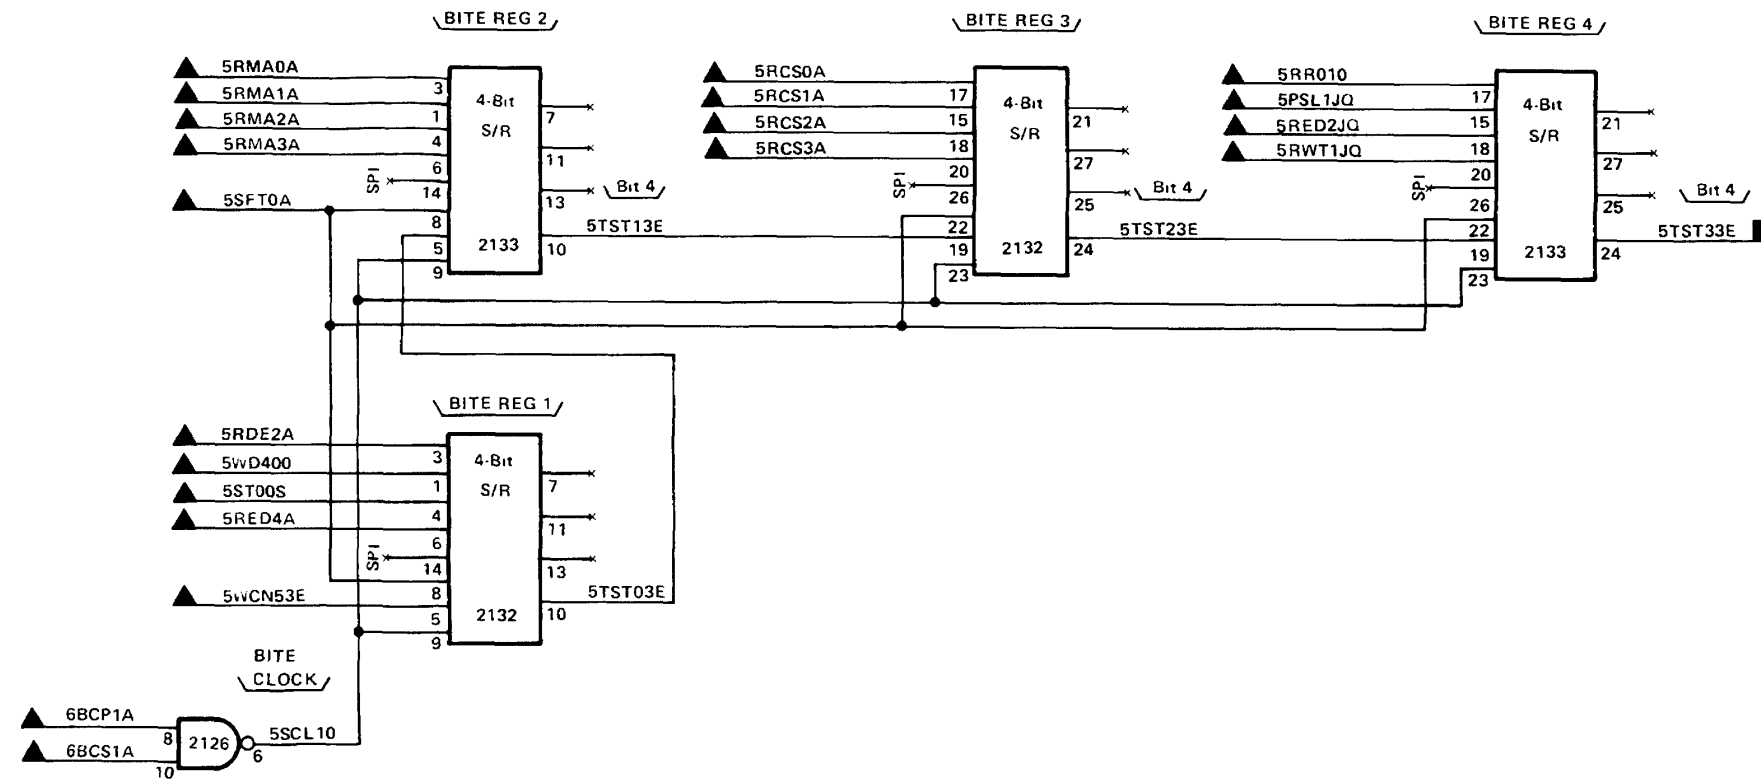 BITE REG 2
5RMA0A
5RMA1A
5RMA2A
5RMA3A
SPI
5SFT0A
3
1
4
6
14
8
5
9
4-Bit
S/R
2133
7
11
13
10
Bit 4
5TST13E
BITE REG 3
5RCS0A
5RCS1A
5RCS2A
5RCS3A
SPI
17
15
18
20
26
22
19
23
4-Bit
S/R
2132
21
27
25
24
Bit 4
5TST23E
BITE REG 4
5RR010
5PSL1JQ
5RED2JQ
5RWT1JQ
SPI
17
15
18
20
26
22
19
23
4-Bit
S/R
2133
21
27
25
24
Bit 4
5TST33E
BITE REG 1
5RDE2A
5WD400
5ST00S
5RED4A
SPI
5WCN53E
3
1
4
6
14
8
5
9
4-Bit
S/R
2132
7
11
13
10
5TST03E
BITE
CLOCK
6BCP1A
6BCS1A
8
10
2126
6
5SCL10